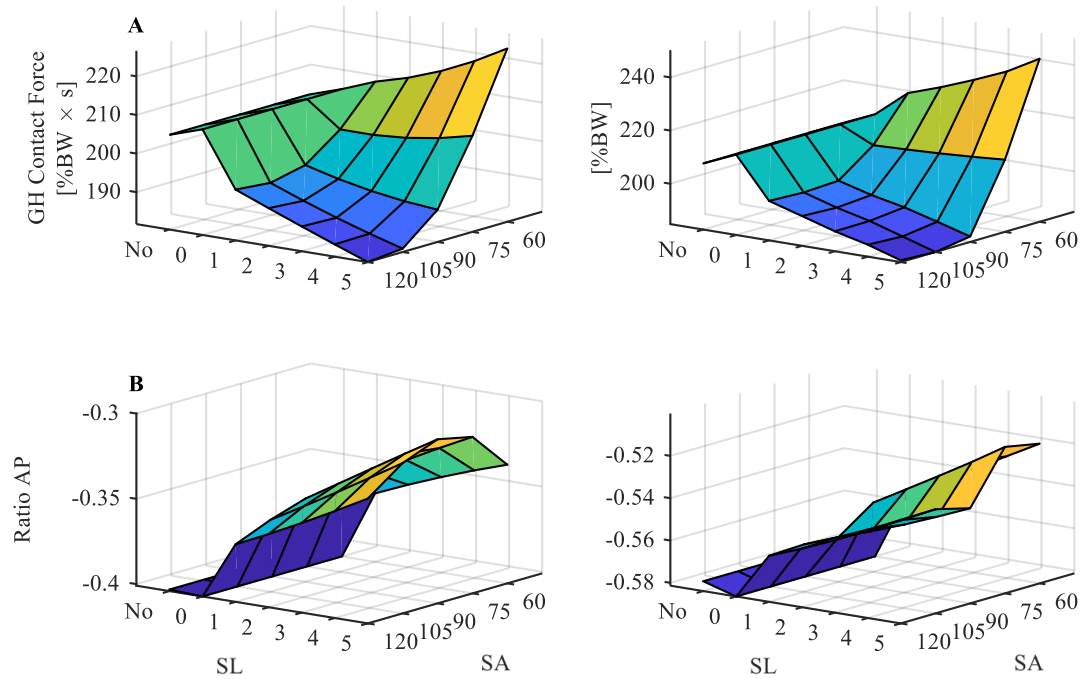 A
GH Contact Force
[%BW × s]
220
210
200
190
No 0 1 2 3 4 5
120 105 90 75 60
[%BW]
240
220
200
No 0 1 2 3 4 5
120 105 90 75 60
B
Ratio AP
-0.3
-0.35
-0.4
No 0 1 2 3 4 5
120 105 90 75 60
SL SA
-0.52
-0.54
-0.56
-0.58
No 0 1 2 3 4 5
120 105 90 75 60
SL SA